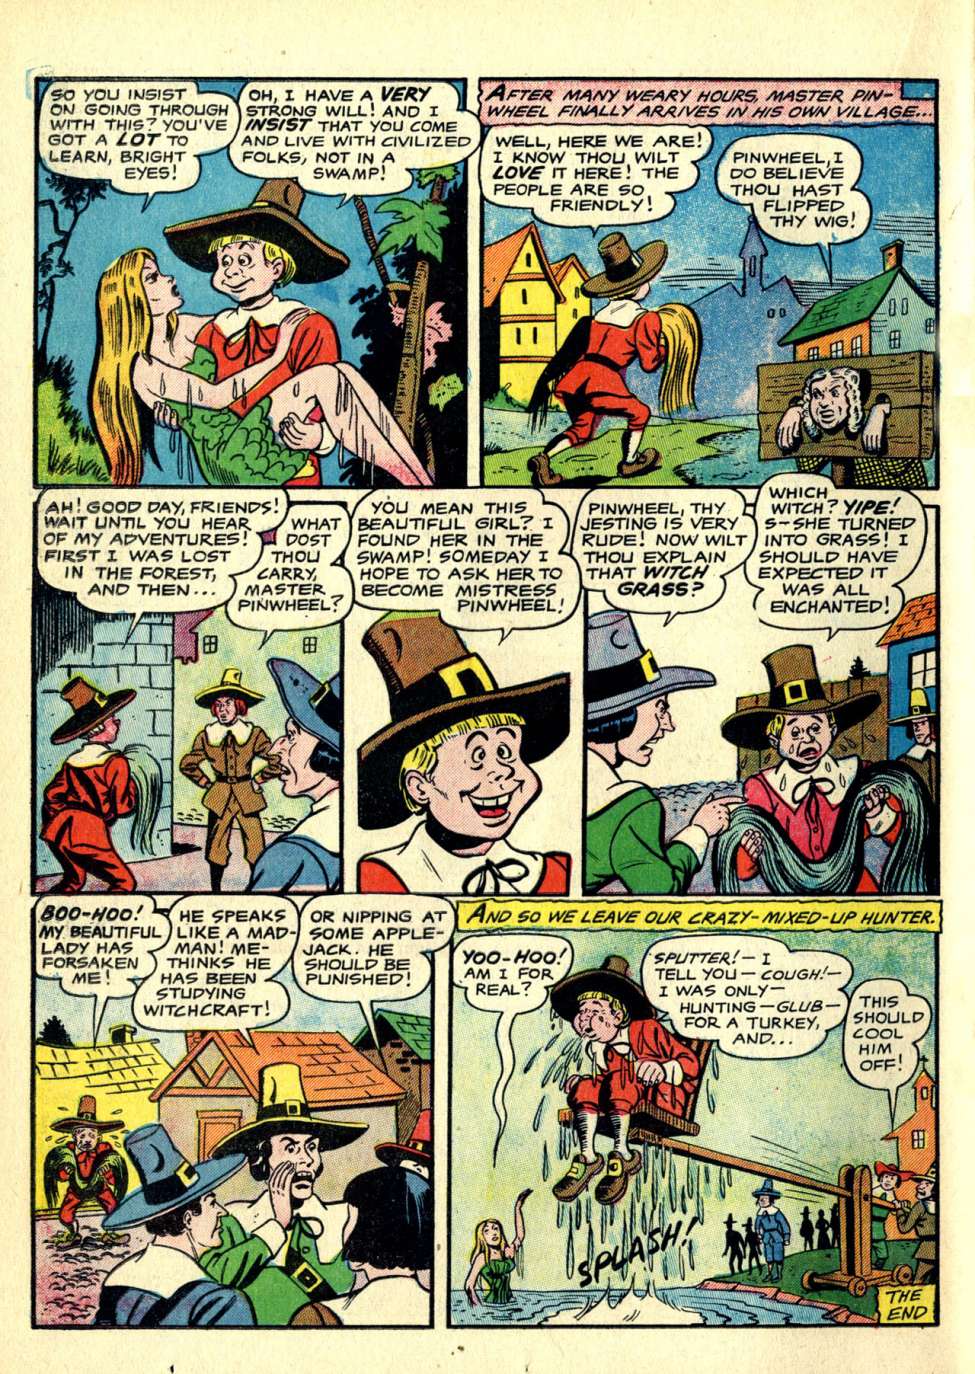 SO YOU INSIST
ON GOING THROUGH
WITH THIS? YOU'VE
GOT A LOT TO
LEARN, BRIGHT
EYES!
OH, I HAVE A VERY
STRONG WILL! AND I
INSIST THAT YOU COME
AND LIVE WITH CIVILIZED
FOLKS, NOT IN A
SWAMP!
AFTER MANY WEARY HOURS, MASTER PIN-
WHEEL FINALLY ARRIVES IN HIS OWN VILLAGE...
WELL, HERE WE ARE!
I KNOW THOU WILT
LOVE IT HERE! THE
PEOPLE ARE SO
FRIENDLY!
PINWHEEL, I
DO BELIEVE
THOU HAST
FLIPPED
THY WIG!
AH! GOOD DAY, FRIENDS!
WAIT UNTIL YOU HEAR
OF MY ADVENTURES!
FIRST I WAS LOST
IN THE FOREST,
AND THEN...
WHAT
DOST
THOU
CARRY,
MASTER
PINWHEEL?
YOU MEAN THIS
BEAUTIFUL GIRL? I
FOUND HER IN THE
SWAMP! SOMEDAY I
HOPE TO ASK HER TO
BECOME MISTRESS
PINWHEEL!
PINWHEEL, THY
JESTING IS VERY
RUDE! NOW WILT
THOU EXPLAIN
THAT WITCH
GRASS?
WHICH
WITCH? YIPE!
S-SHE TURNED
INTO GRASS! I
SHOULD HAVE
EXPECTED IT
WAS ALL
ENCHANTED!
BOO-HOO!
MY BEAUTIFUL
LADY HAS
FORSAKEN
ME!
HE SPEAKS
LIKE A MAD-
MAN! ME-
THINKS HE
HAS BEEN
STUDYING
WITCHCRAFT!
OR NIPPING AT
SOME APPLE-
JACK. HE
SHOULD BE
PUNISHED!
AND SO WE LEAVE OUR CRAZY-MIXED-UP HUNTER.
YOO-HOO!
AM I FOR
REAL?
SPUTTER!-I
TELL YOU-COUGH!-
I WAS ONLY-
HUNTING-GLUB-
FOR A TURKEY,
AND...
THIS
SHOULD
COOL
HIM
OFF!
SPLASH!
THE
END